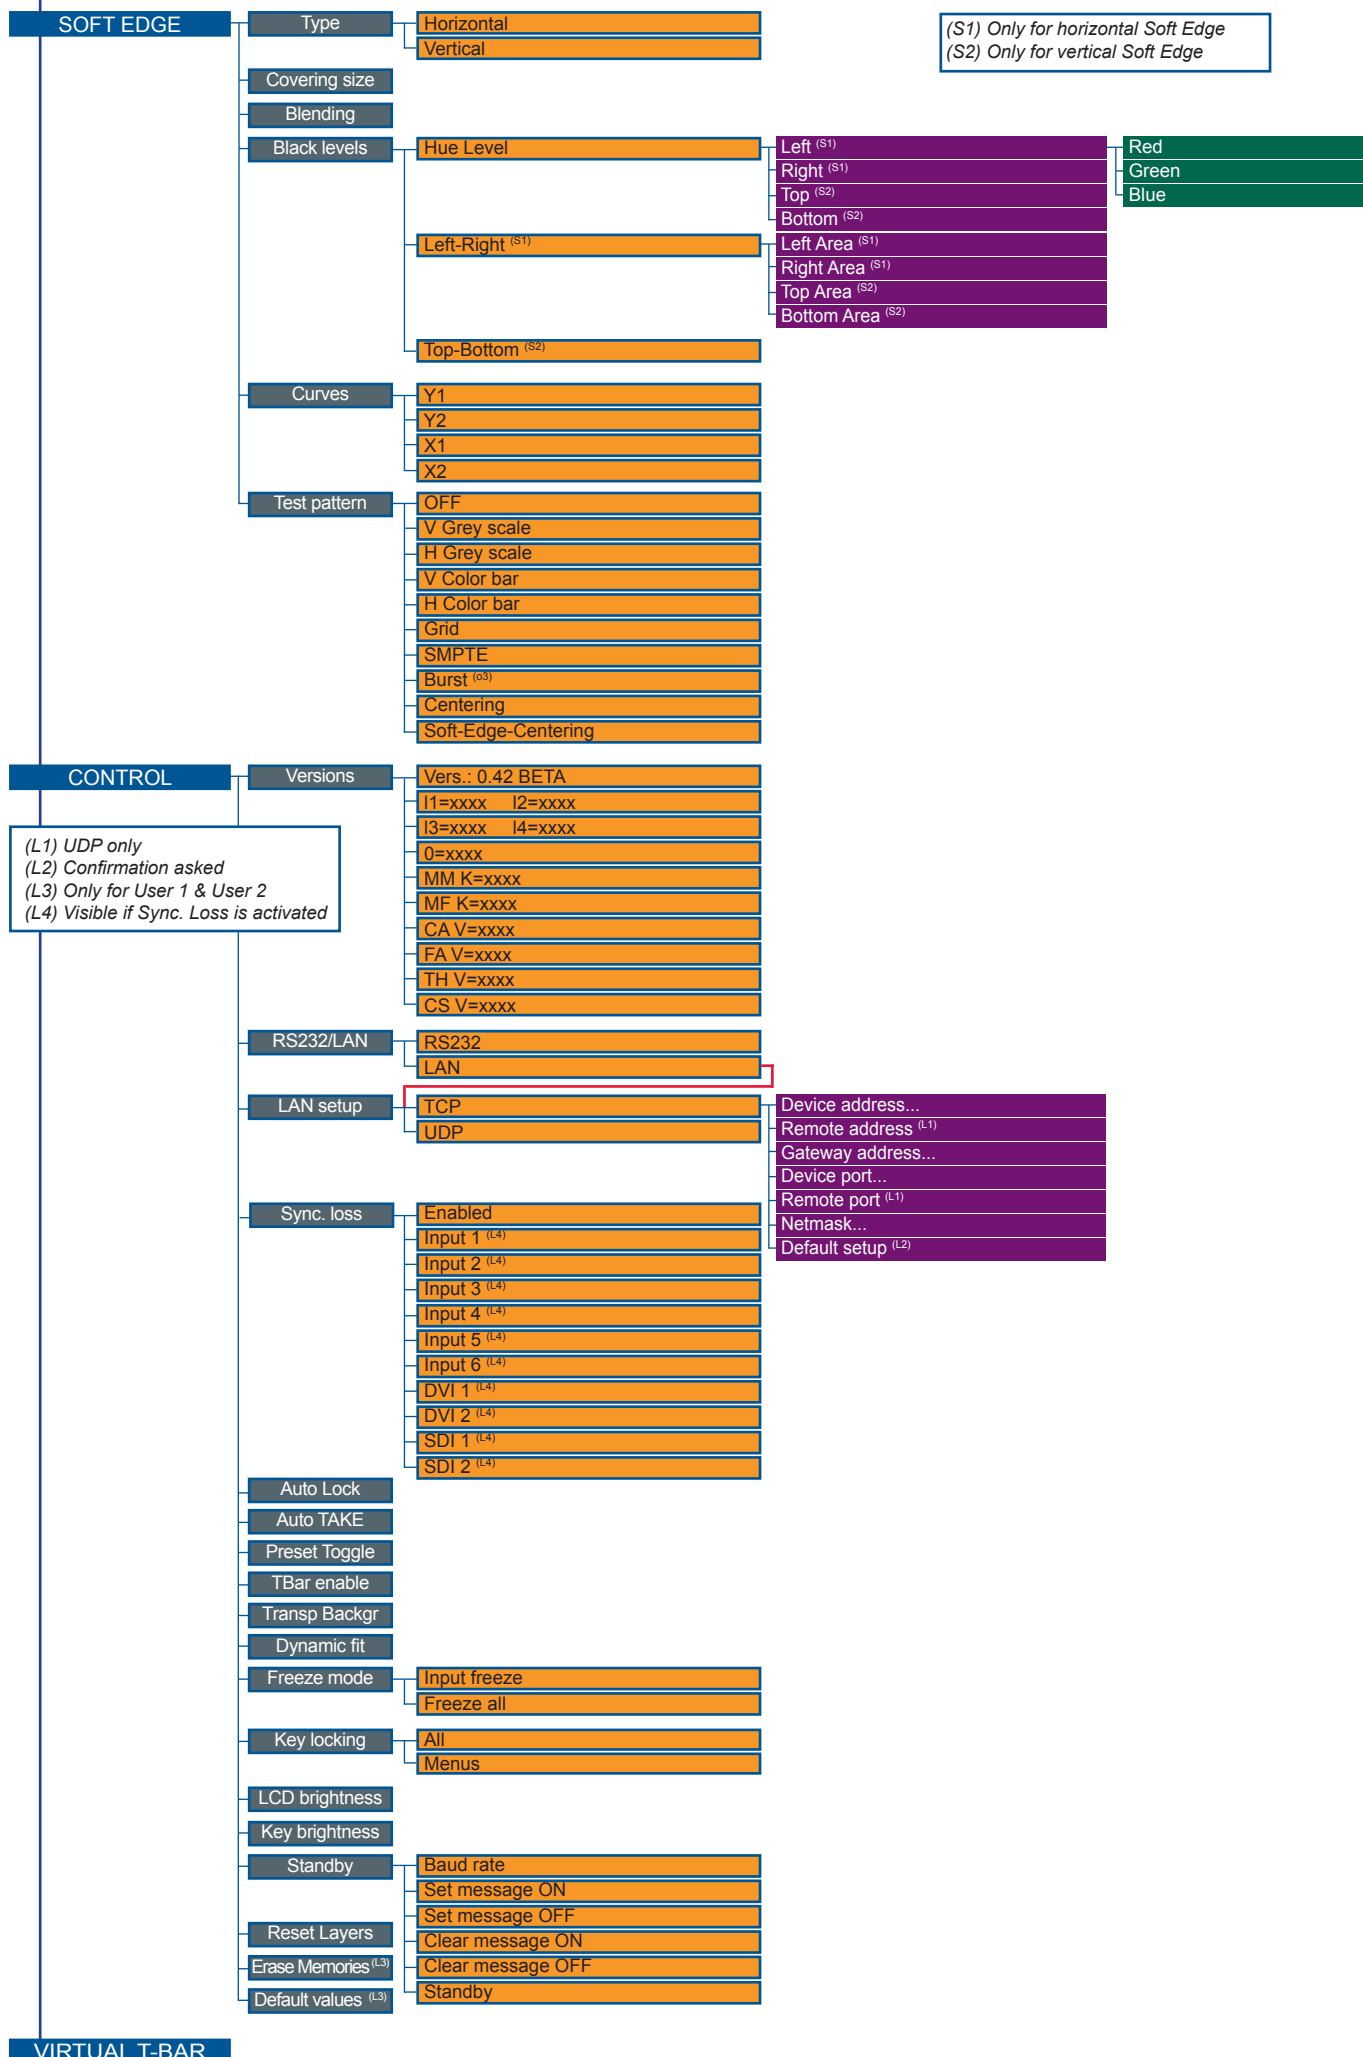 SOFT EDGE
Type
Horizontal
Vertical
(S1) Only for horizontal Soft Edge
(S2) Only for vertical Soft Edge
Covering size
Blending
Black levels
Hue Level
Left (S1)
Right (S1)
Top (S2)
Bottom (S2)
Red
Green
Blue
Left-Right (S1)
Left Area (S1)
Right Area (S1)
Top Area (S2)
Bottom Area (S2)
Top-Bottom (S2)
Curves
Y1
Y2
X1
X2
Test pattern
OFF
V Grey scale
H Grey scale
V Color bar
H Color bar
Grid
SMPTE
Burst (o3)
Centering
Soft-Edge-Centering
CONTROL
(L1) UDP only
(L2) Confirmation asked
(L3) Only for User 1 & User 2
(L4) Visible if Sync. Loss is activated
Versions
Vers.: 0.42 BETA
I1=xxxx I2=xxxx
I3=xxxx I4=xxxx
0=xxxx
MM K=xxxx
MF K=xxxx
CA V=xxxx
FA V=xxxx
TH V=xxxx
CS V=xxxx
RS232/LAN
RS232
LAN
LAN setup
TCP
UDP
Device address...
Remote address (L1)
Gateway address...
Device port...
Remote port (L1)
Netmask...
Default setup (L2)
Sync. loss
Enabled
Input 1 (L4)
Input 2 (L4)
Input 3 (L4)
Input 4 (L4)
Input 5 (L4)
Input 6 (L4)
DVI 1 (L4)
DVI 2 (L4)
SDI 1 (L4)
SDI 2 (L4)
Auto Lock
Auto TAKE
Preset Toggle
TBar enable
Transp Backgr
Dynamic fit
Freeze mode
Input freeze
Freeze all
Key locking
All
Menus
LCD brightness
Key brightness
Standby
Baud rate
Set message ON
Set message OFF
Clear message ON
Clear message OFF
Standby
Reset Layers
Erase Memories (L3)
Default values (L3)
VIRTUAL T-BAR